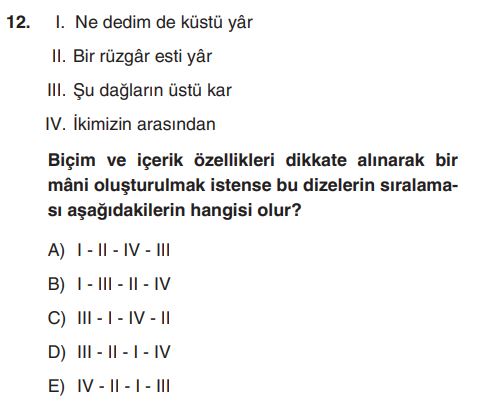 12. I. Ne dedim de küstü yâr
II. Bir rüzgâr esti yâr
III. Şu dağların üstü kar
IV. İkimizin arasından
Biçim ve içerik özellikleri dikkate alınarak bir
mâni oluşturulmak istense bu dizelerin sıralama-
sı aşağıdakilerin hangisi olur?
A) I - II - IV - III
B) I - III - II - IV
C) III - I - IV - II
D) III - II - I - IV
E) IV - II - I - III